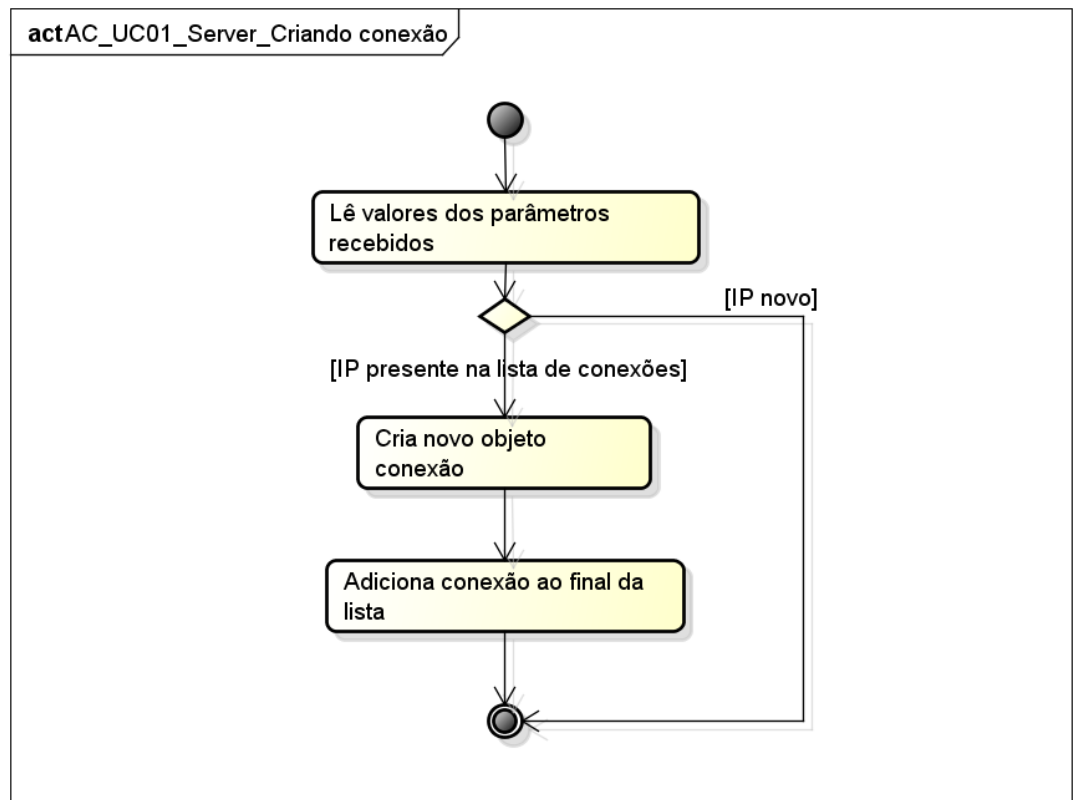 act AC_UC01_Server_Criando conexão
Lê valores dos parâmetros
recebidos
[IP novo]
[IP presente na lista de conexões]
Cria novo objeto
conexão
Adiciona conexão ao final da
lista